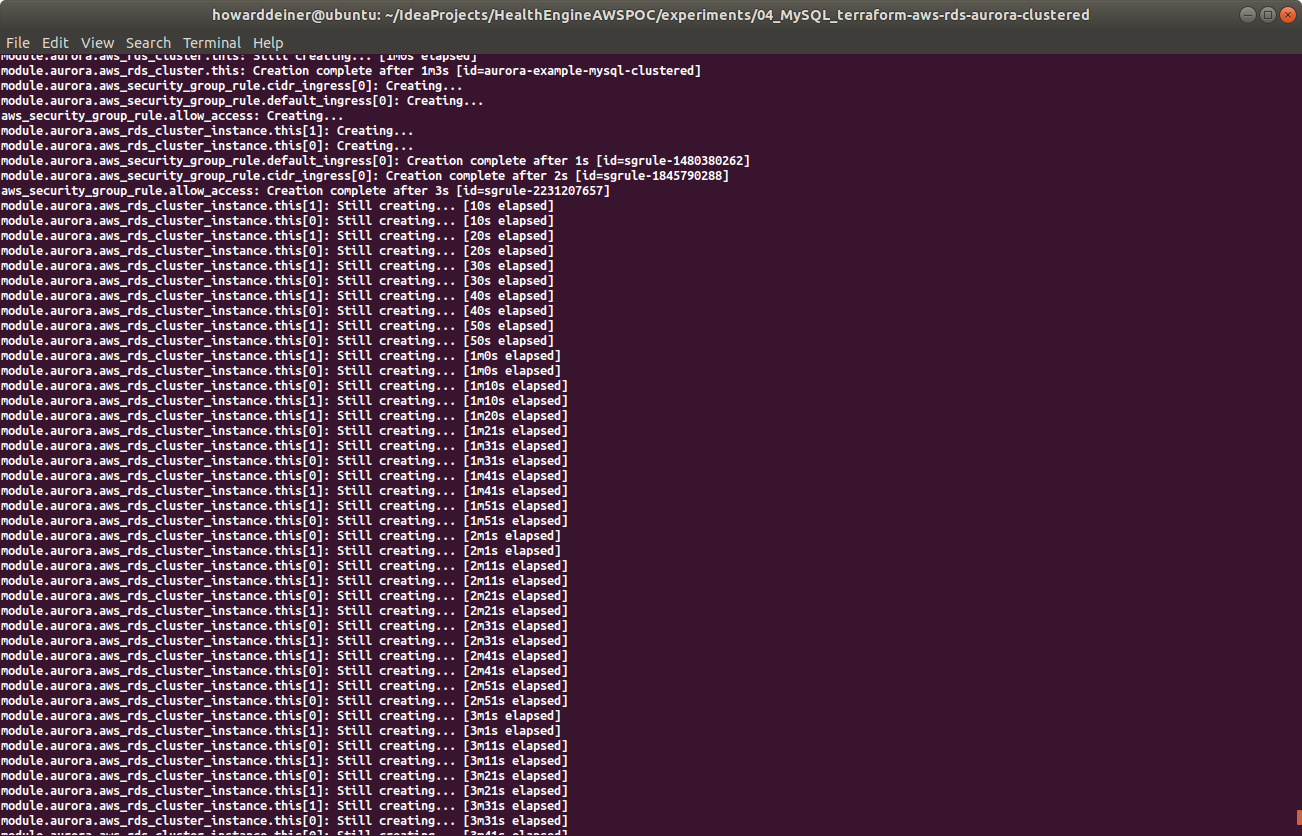 howarddeiner@ubuntu: ~/IdeaProjects/HealthEngineAWSPOC/experiments/04_MySQL_terraform-aws-rds-aurora-clustered
File Edit View Search Terminal Help
module.aurora.aws_rds_cluster.this: Still creating... [1m0s elapsed]
module.aurora.aws_rds_cluster.this: Creation complete after 1m3s [id=aurora-example-mysql-clustered]
module.aurora.aws_security_group_rule.cidr_ingress[0]: Creating...
module.aurora.aws_security_group_rule.default_ingress[0]: Creating...
aws_security_group_rule.allow_access: Creating...
module.aurora.aws_rds_cluster_instance.this[1]: Creating...
module.aurora.aws_rds_cluster_instance.this[0]: Creating...
module.aurora.aws_security_group_rule.default_ingress[0]: Creation complete after 1s [id=sgrule-1480380262]
module.aurora.aws_security_group_rule.cidr_ingress[0]: Creation complete after 2s [id=sgrule-1845790288]
aws_security_group_rule.allow_access: Creation complete after 3s [id=sgrule-2231207657]
module.aurora.aws_rds_cluster_instance.this[1]: Still creating... [10s elapsed]
module.aurora.aws_rds_cluster_instance.this[0]: Still creating... [10s elapsed]
module.aurora.aws_rds_cluster_instance.this[1]: Still creating... [20s elapsed]
module.aurora.aws_rds_cluster_instance.this[0]: Still creating... [20s elapsed]
module.aurora.aws_rds_cluster_instance.this[1]: Still creating... [30s elapsed]
module.aurora.aws_rds_cluster_instance.this[0]: Still creating... [30s elapsed]
module.aurora.aws_rds_cluster_instance.this[1]: Still creating... [40s elapsed]
module.aurora.aws_rds_cluster_instance.this[0]: Still creating... [40s elapsed]
module.aurora.aws_rds_cluster_instance.this[1]: Still creating... [50s elapsed]
module.aurora.aws_rds_cluster_instance.this[0]: Still creating... [50s elapsed]
module.aurora.aws_rds_cluster_instance.this[1]: Still creating... [1m0s elapsed]
module.aurora.aws_rds_cluster_instance.this[0]: Still creating... [1m0s elapsed]
module.aurora.aws_rds_cluster_instance.this[0]: Still creating... [1m10s elapsed]
module.aurora.aws_rds_cluster_instance.this[1]: Still creating... [1m10s elapsed]
module.aurora.aws_rds_cluster_instance.this[1]: Still creating... [1m20s elapsed]
module.aurora.aws_rds_cluster_instance.this[0]: Still creating... [1m21s elapsed]
module.aurora.aws_rds_cluster_instance.this[1]: Still creating... [1m31s elapsed]
module.aurora.aws_rds_cluster_instance.this[0]: Still creating... [1m31s elapsed]
module.aurora.aws_rds_cluster_instance.this[0]: Still creating... [1m41s elapsed]
module.aurora.aws_rds_cluster_instance.this[1]: Still creating... [1m41s elapsed]
module.aurora.aws_rds_cluster_instance.this[1]: Still creating... [1m51s elapsed]
module.aurora.aws_rds_cluster_instance.this[0]: Still creating... [1m51s elapsed]
module.aurora.aws_rds_cluster_instance.this[0]: Still creating... [2m1s elapsed]
module.aurora.aws_rds_cluster_instance.this[1]: Still creating... [2m1s elapsed]
module.aurora.aws_rds_cluster_instance.this[0]: Still creating... [2m11s elapsed]
module.aurora.aws_rds_cluster_instance.this[1]: Still creating... [2m11s elapsed]
module.aurora.aws_rds_cluster_instance.this[0]: Still creating... [2m21s elapsed]
module.aurora.aws_rds_cluster_instance.this[1]: Still creating... [2m21s elapsed]
module.aurora.aws_rds_cluster_instance.this[0]: Still creating... [2m31s elapsed]
module.aurora.aws_rds_cluster_instance.this[1]: Still creating... [2m31s elapsed]
module.aurora.aws_rds_cluster_instance.this[1]: Still creating... [2m41s elapsed]
module.aurora.aws_rds_cluster_instance.this[0]: Still creating... [2m41s elapsed]
module.aurora.aws_rds_cluster_instance.this[1]: Still creating... [2m51s elapsed]
module.aurora.aws_rds_cluster_instance.this[0]: Still creating... [2m51s elapsed]
module.aurora.aws_rds_cluster_instance.this[0]: Still creating... [3m1s elapsed]
module.aurora.aws_rds_cluster_instance.this[1]: Still creating... [3m1s elapsed]
module.aurora.aws_rds_cluster_instance.this[0]: Still creating... [3m11s elapsed]
module.aurora.aws_rds_cluster_instance.this[1]: Still creating... [3m11s elapsed]
module.aurora.aws_rds_cluster_instance.this[0]: Still creating... [3m21s elapsed]
module.aurora.aws_rds_cluster_instance.this[1]: Still creating... [3m21s elapsed]
module.aurora.aws_rds_cluster_instance.this[1]: Still creating... [3m31s elapsed]
module.aurora.aws_rds_cluster_instance.this[0]: Still creating... [3m31s elapsed]
module.aurora.aws_rds_cluster_instance.this[0]: Still creating... [3m41s elapsed]